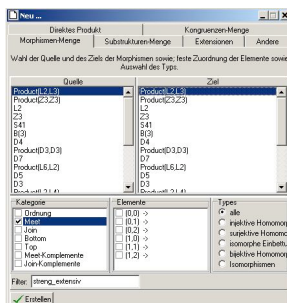 Neu ...
Direktes Produkt
Kongruenzen-Menge
Morphismen-Menge
Substrukturen-Menge
Extensionen
Andere
Wahl der Quelle und des Ziels der Morphismen sowie; feste Zuordnung der Elemente sowie
Auswahl des Typs.
Quelle
Product(L2,L3)
Product(Z3,Z3)
L2
Z3
S41
B(3)
D4
Product(D3,D3)
D7
Product(L6,L2)
D5
D3
Ziel
Product(L2,L3)
Product(Z3,Z3)
L2
Z3
S41
B(3)
D4
Product(D3,D3)
D7
Product(L6,L2)
D5
D3
Kategorie
Ordnung
Meet
Join
Bottom
Top
Meet-Komplemente
Join-Komplemente
Elemente
(0,0) ->
(0,1) ->
(0,2) ->
(1,0) ->
(1,1) ->
(1,2) ->
Types
alle
injektive Homomorp
surjektive Homomorp
isomorphe Einbettu
bijektive Homomorp
Isomorphismen
Filter: streng_extensiv
Erstellen